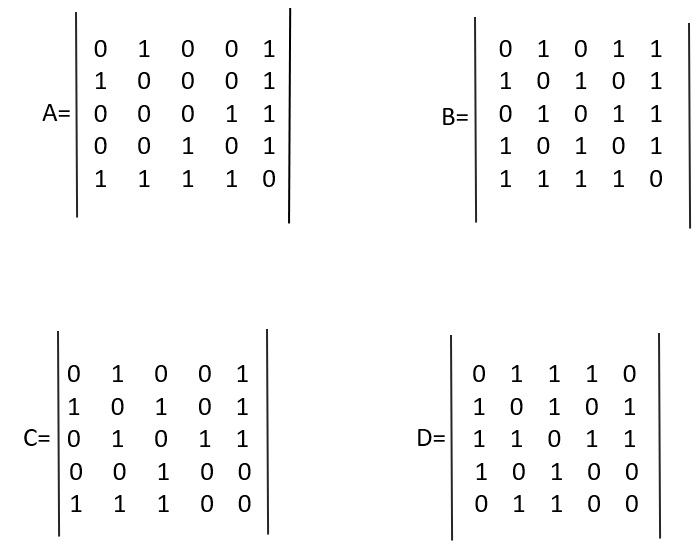 0 1 0 0 1
1 0 0 0 1
A= 0 0 0 1 1
0 0 1 0 1
1 1 1 1 0
0 1 0 1 1
1 0 1 0 1
B= 0 1 0 1 1
1 0 1 0 1
1 1 1 1 0
0 1 0 0 1
1 0 1 0 1
C= 0 1 0 1 1
0 0 1 0 0
1 1 1 0 0
0 1 1 1 0
1 0 1 0 1
D= 1 1 0 1 1
1 0 1 0 0
0 1 1 0 0